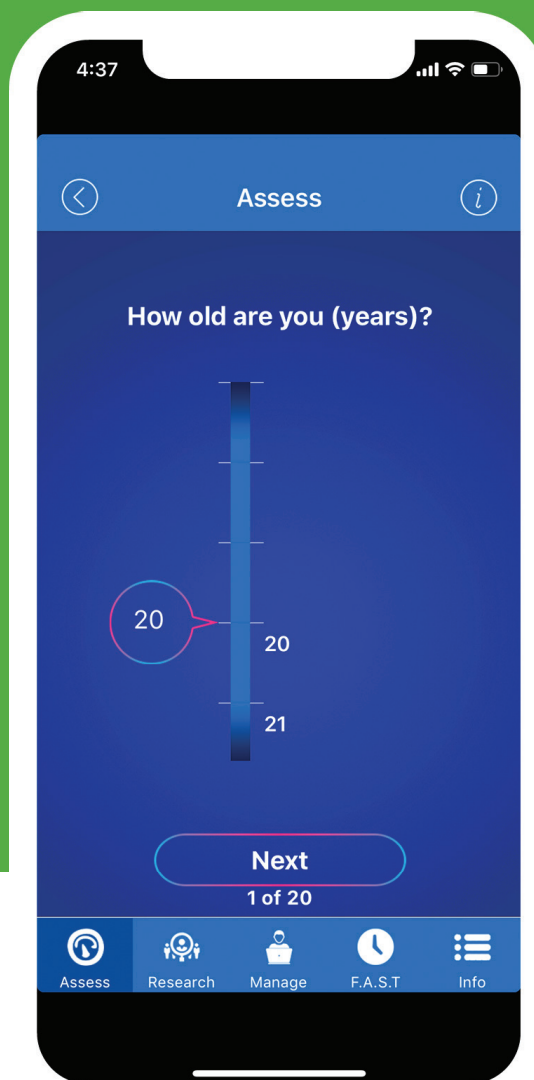 4:37
Assess
i
How old are you (years)?
20
20
21
Next
1 of 20
Assess Research Manage F.A.S.T Info